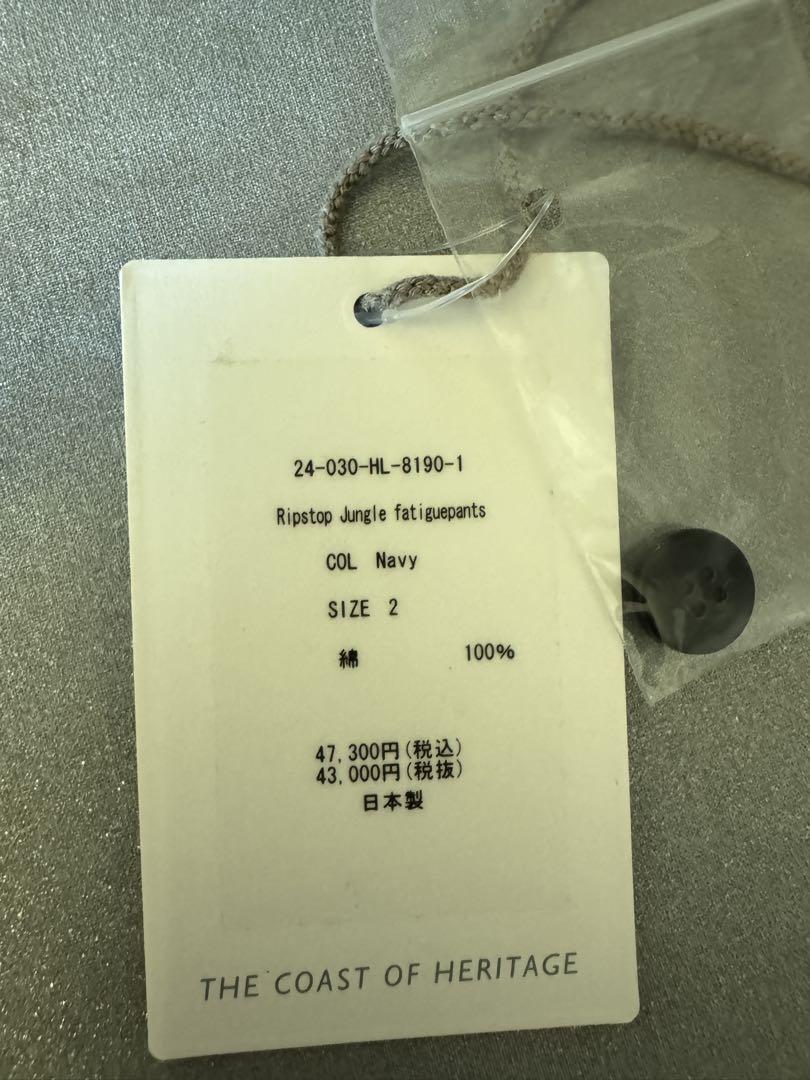 24-030-HL-8190-1
Ripstop Jungle fatiguepants
COL Navy
SIZE 2
綿 100%
47,300円(税込)
43,000円(税抜)
日本製
THE COAST OF HERITAGE